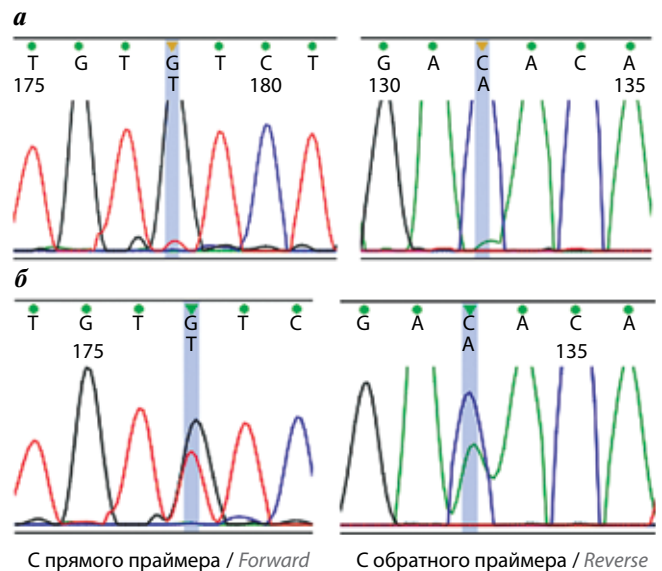 а
T G T G T C T
T
175 180
G A C A C A
A
130 135
б
T G T G T C
T
175
G A C A C A
A
135
С прямого праймера / Forward
С обратного праймера / Reverse